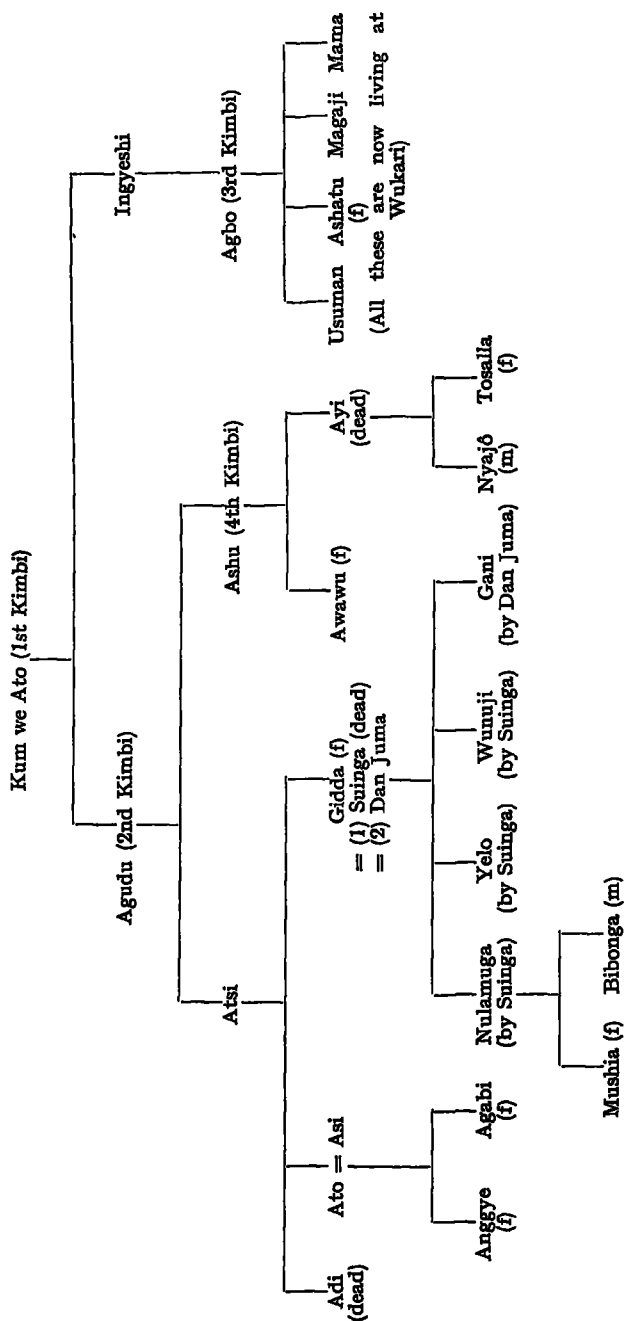 Kum we Ato (1st Kimbi)
Agudu (2nd Kimbi)
Ingyeshi
Atsi
Ashu (4th Kimbi)
Agbo (3rd Kimbi)
Adi
(dead)
Ato = Asi
Gidda (f)
= (1) Suinga (dead)
= (2) Dan Juma
Awawu (f)
Ayi
(dead)
Usuman Ashatu Magaji Mama
(f)
(All these are now living at
Wukari)
Anggye
(f)
Agabi
(f)
Nulamuga
(by Suinga)
Yelo
(by Suinga)
Wunuji
(by Suinga)
Gani
(by Dan Juma)
Nyajô
(m)
Tosalla
(f)
Mushia (f) Bibonga (m)